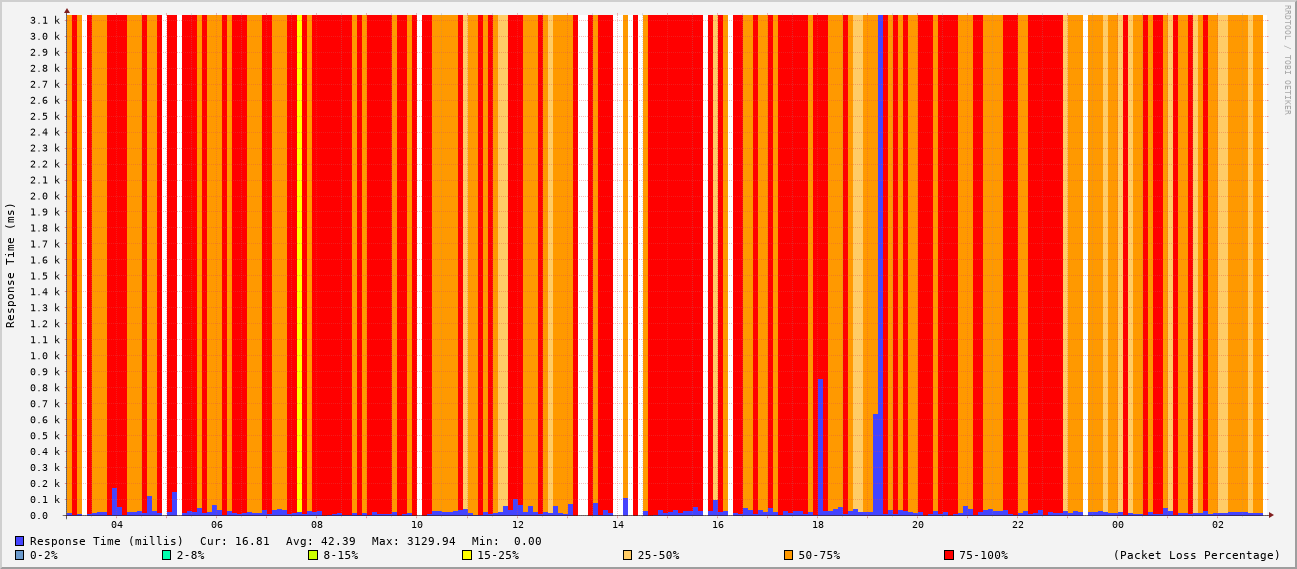 3.1 k
3.0 k
2.9 k
2.8 k
2.7 k
2.6 k
2.5 k
2.4 k
2.3 k
2.2 k
2.1 k
2.0 k
1.9 k
1.8 k
1.7 k
1.6 k
1.5 k
1.4 k
1.3 k
1.2 k
1.1 k
1.0 k
0.9 k
0.8 k
0.7 k
0.6 k
0.5 k
0.4 k
0.3 k
0.2 k
0.1 k
0.0
Response Time (ms)
RRDTOOL / TOBI OETIKER
04 06 08 10 12 14 16 18 20 22 00 02
Response Time (millis) Cur: 16.81 Avg: 42.39 Max: 3129.94 Min: 0.00
0-2% 2-8% 8-15% 15-25% 25-50% 50-75% 75-100% (Packet Loss Percentage)